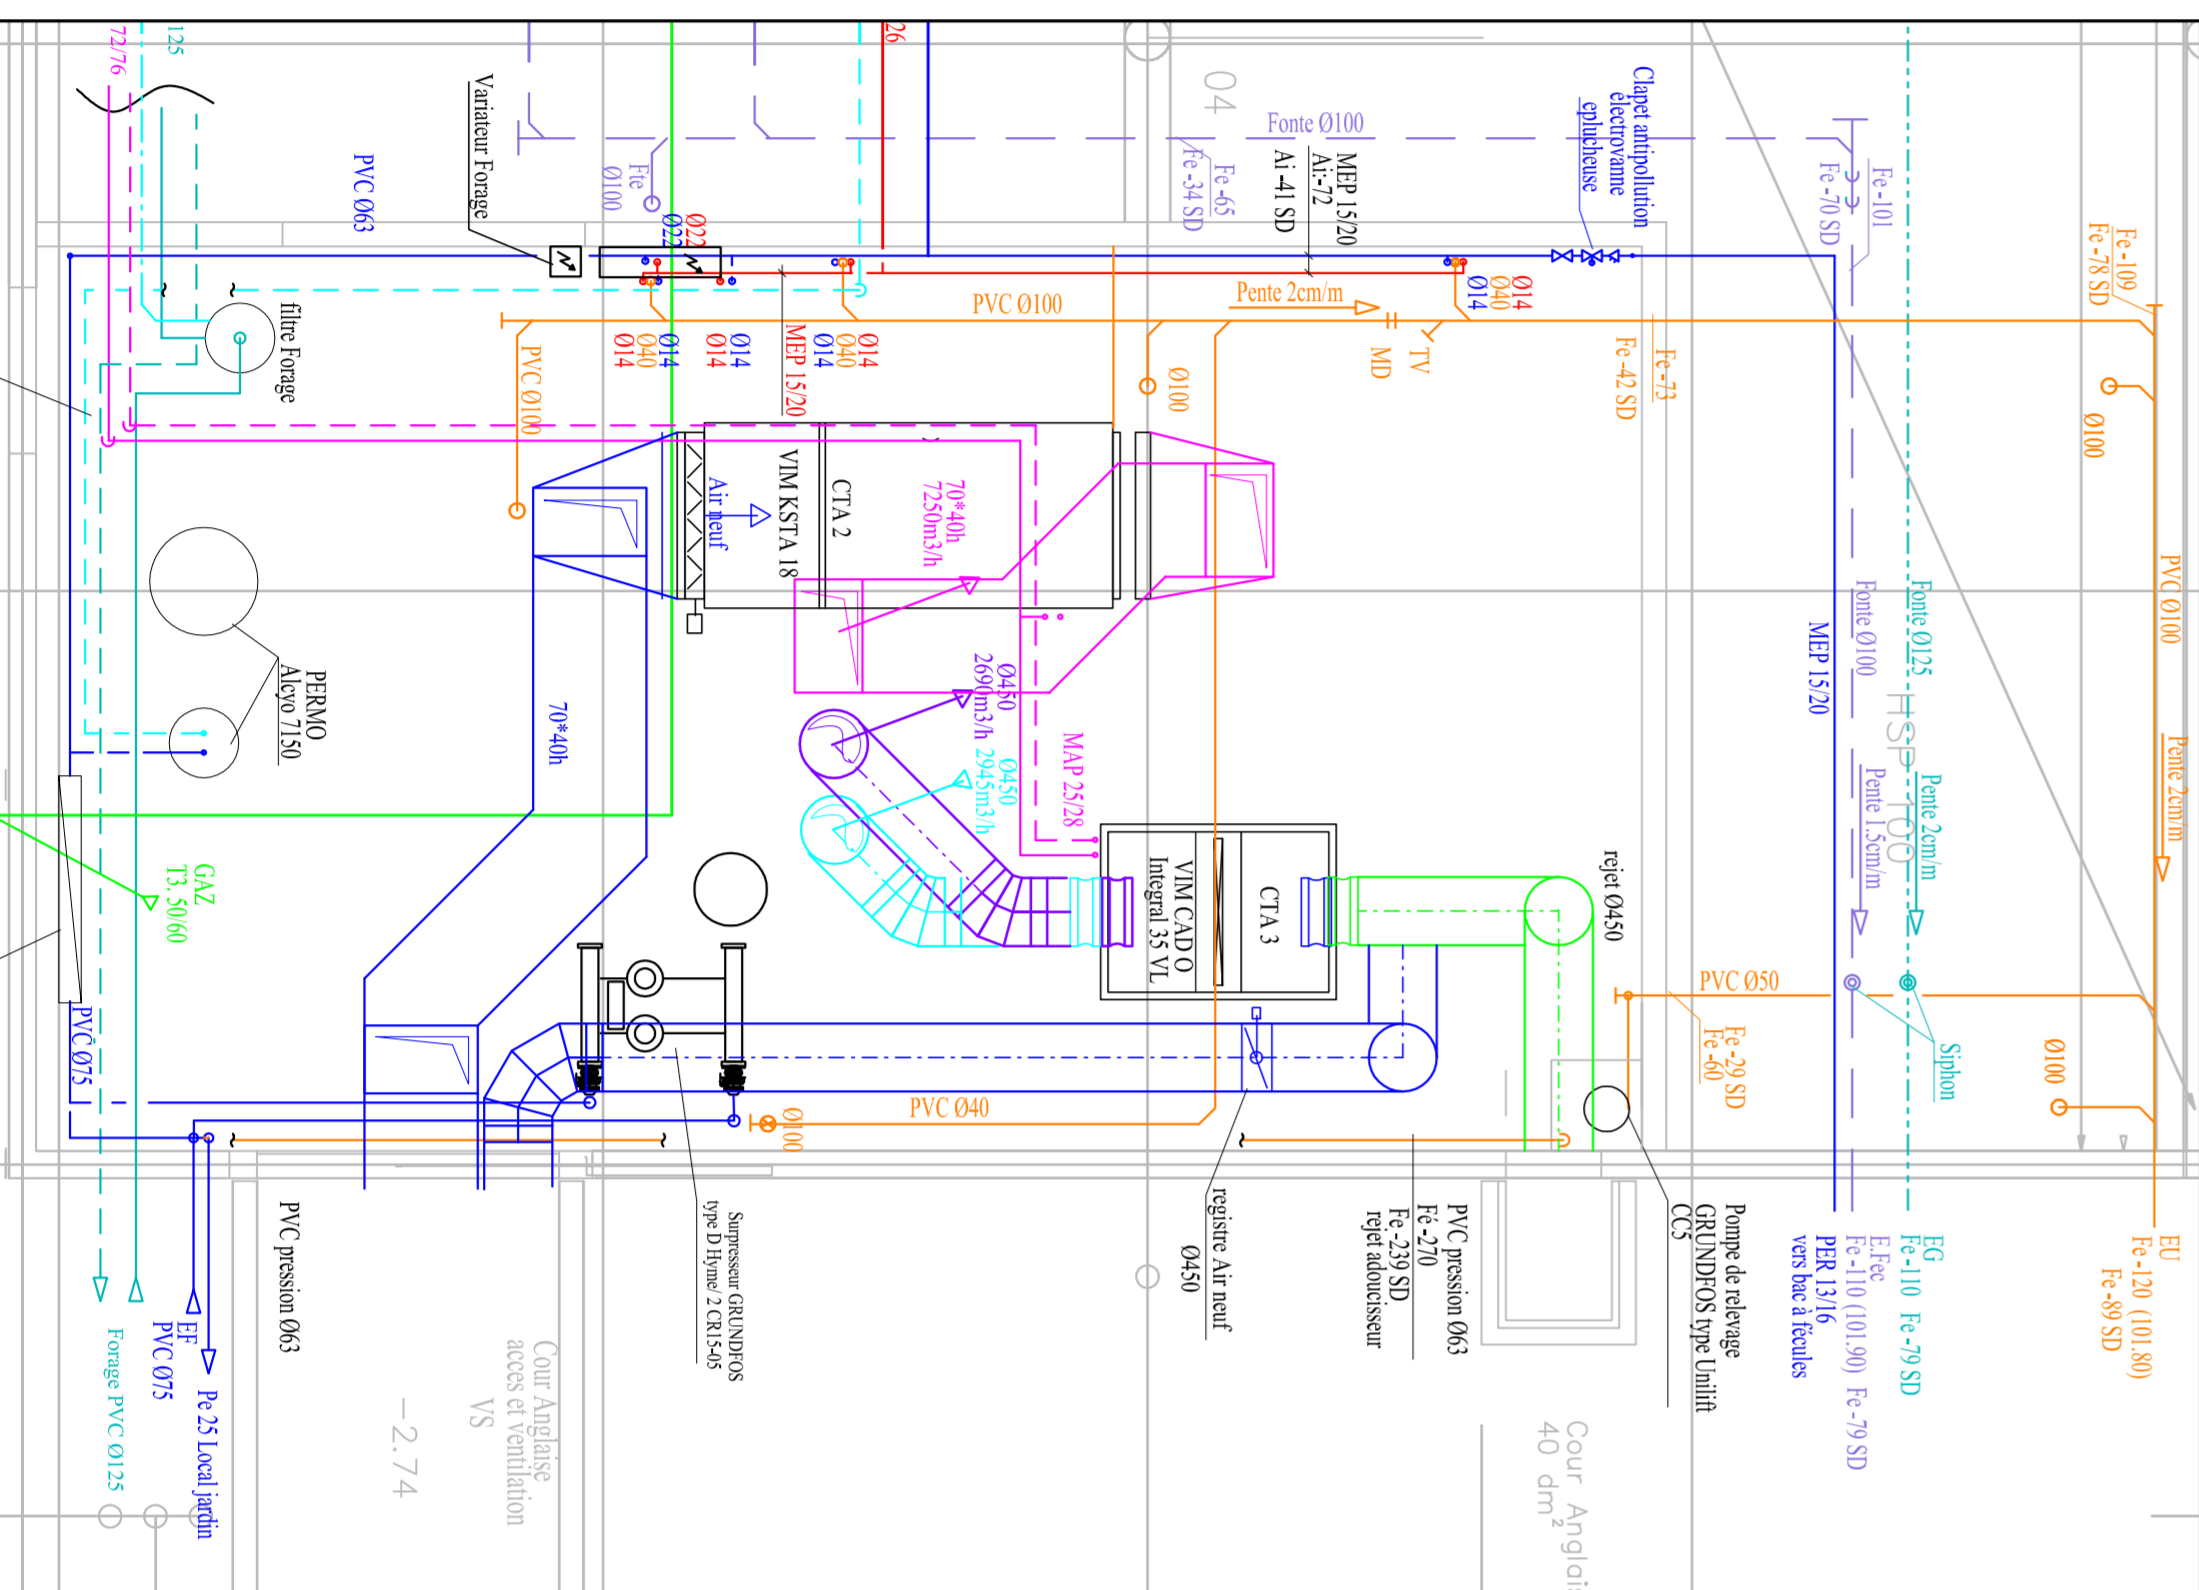 125
72/76
26
Variateur Forage
PVC Ø63
04
Fonte Ø100
Fte
Ø100
Fe -65
Fe -34 SD
MEP 15/20
Ai:-72
Ai -41 SD
Clapet antipollution
électrovanne
eplucheuse
Fe -101
Fe -70 SD
Fe -109
Fe -78 SD
Ø22
Ø22
filtre Forage
PVC Ø100
Ø14
Ø40
Ø14
Ø14
Ø14
MEP 15/20
Ø14
Ø40
Ø14
PVC Ø100
Pente 2cm/m
MD
TV
Ø14
Ø40
Ø14
Fe -73
Fe -42 SD
Ø100
Ø100
Air neuf
VIM KSTA 18
CTA 2
70*40h
7250m3/h
PVC Ø100
Pente 2cm/m
Fonte Ø125
Fonte Ø100
MEP 15/20
HSP 100
Pente 2cm/m
Pente 1.5cm/m
PERMO
Alcyo 7150
70*40h
Ø450
2690m3/h
Ø450
2945m3/h
MAP 25/28
GAZ
T3. 50/60
VIM CAD O
Integral 35 VL
CTA 3
rejet Ø450
PVC Ø50
Fe -29 SD
Fe -60
Siphon
Ø100
PVC Ø75
PVC Ø40
Ø100
PVC pression Ø63
Surpresseur GRUNDFOS
type D Hyme/ 2 CR15-05
registre Air neuf
Ø450
PVC pression Ø63
Fé -270
Fe -239 SD
rejet adoucisseur
Pompe de relevage
GRUNDFOS type Unilift
CC5
EU
Fe -120 (101.80)
Fe -89 SD
EG
Fe -110 Fe -79 SD
E.Fec
Fe -110 (101.90) Fe -79 SD
PER 13/16
vers bac à fécules
EF
PVC Ø75
Pe 25 Local jardin
Forage PVC Ø125
Cour Anglaise
acces et ventilation
VS
-2.74
Cour Anglais
40 dm²